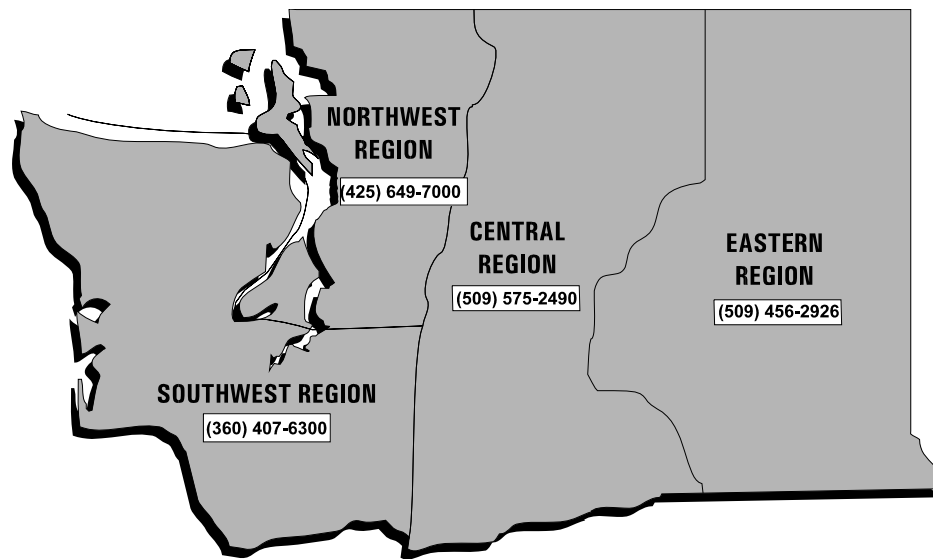 NORTHWEST
REGION
(425) 649-7000
CENTRAL
REGION
(509) 575-2490
EASTERN
REGION
(509) 456-2926
SOUTHWEST REGION
(360) 407-6300